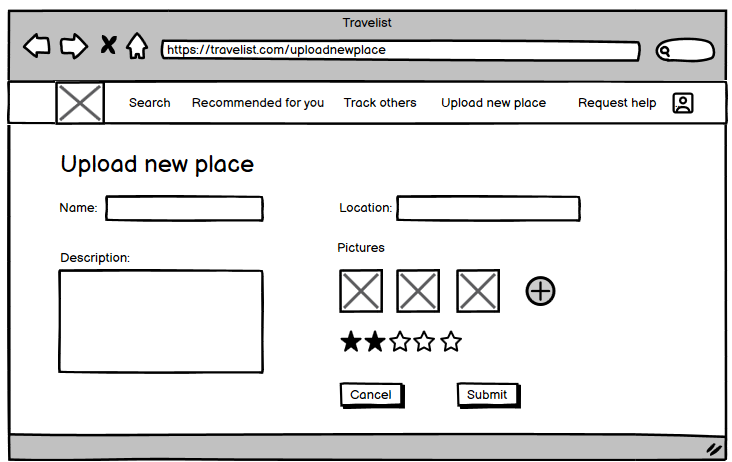 Travelist
https://travelist.com/uploadnewplace
Search Recommended for you Track others Upload new place Request help
Upload new place
Name: Location:
Pictures
Description:
Cancel Submit